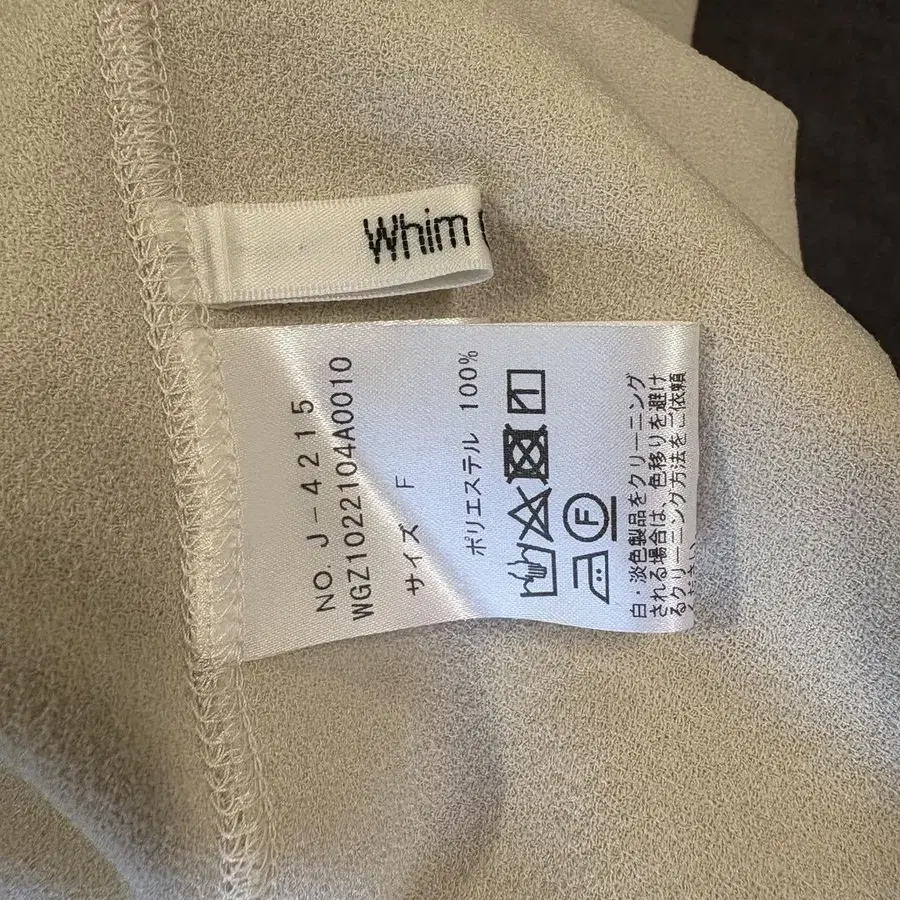 Whim
NO. J-4215
WGZ1022104A0010
サイズ F
ポリエステル 100%
F
白・淡色製品をクリーニング
される場合は、色移りを避け
るクリーニング方法をご依頼